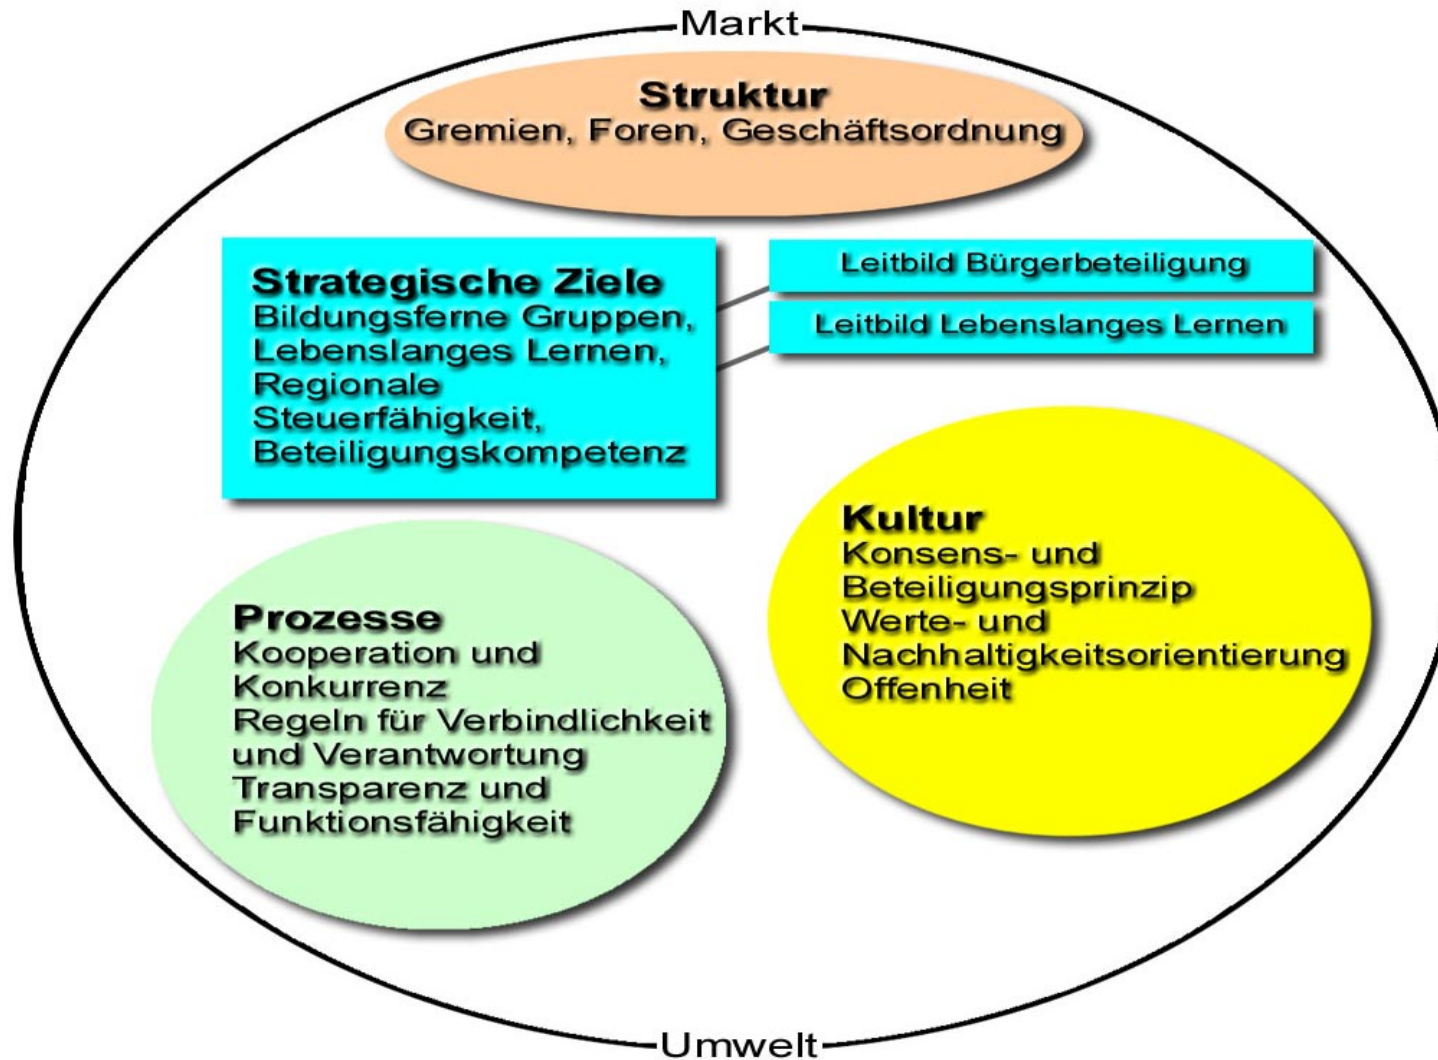 Markt
Struktur
Gremien, Foren, Geschäftsordnung
Strategische Ziele
Bildungsferne Gruppen,
Lebenslanges Lernen,
Regionale
Steuerfähigkeit,
Beteiligungskompetenz
Leitbild Bürgerbeteiligung
Leitbild Lebenslanges Lernen
Kultur
Konsens- und
Beteiligungsprinzip
Werte- und
Nachhaltigkeitsorientierung
Offenheit
Prozesse
Kooperation und
Konkurrenz
Regeln für Verbindlichkeit
und Verantwortung
Transparenz und
Funktionsfähigkeit
Umwelt